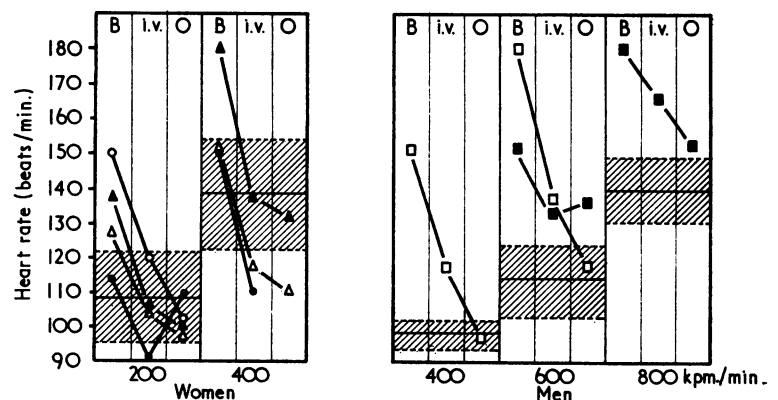 B i.v. O B i.v. O B i.v. O B i.v. O B i.v. O
Heart rate (beats/min.)
180
170
160
150
140
130
120
110
100
90
200 400 400 600 800 kpm./min.
Women Men